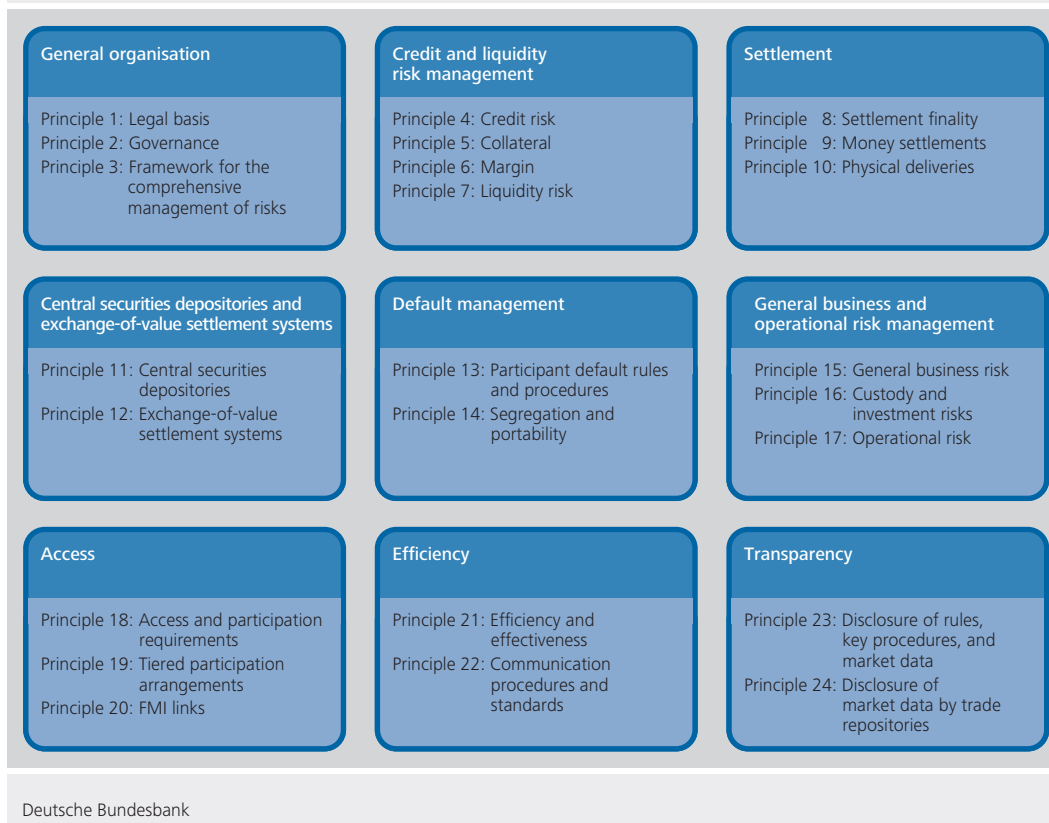 General organisation
Principle 1: Legal basis
Principle 2: Governance
Principle 3: Framework for the
comprehensive
management of risks
Credit and liquidity
risk management
Principle 4: Credit risk
Principle 5: Collateral
Principle 6: Margin
Principle 7: Liquidity risk
Settlement
Principle 8: Settlement finality
Principle 9: Money settlements
Principle 10: Physical deliveries
Central securities depositories and
exchange-of-value settlement systems
Principle 11: Central securities
depositories
Principle 12: Exchange-of-value
settlement systems
Default management
Principle 13: Participant default rules
and procedures
Principle 14: Segregation and
portability
General business and
operational risk management
Principle 15: General business risk
Principle 16: Custody and
investment risks
Principle 17: Operational risk
Access
Principle 18: Access and participation
requirements
Principle 19: Tiered participation
arrangements
Principle 20: FMI links
Efficiency
Principle 21: Efficiency and
effectiveness
Principle 22: Communication
procedures and
standards
Transparency
Principle 23: Disclosure of rules,
key procedures, and
market data
Principle 24: Disclosure of
market data by trade
repositories
Deutsche Bundesbank